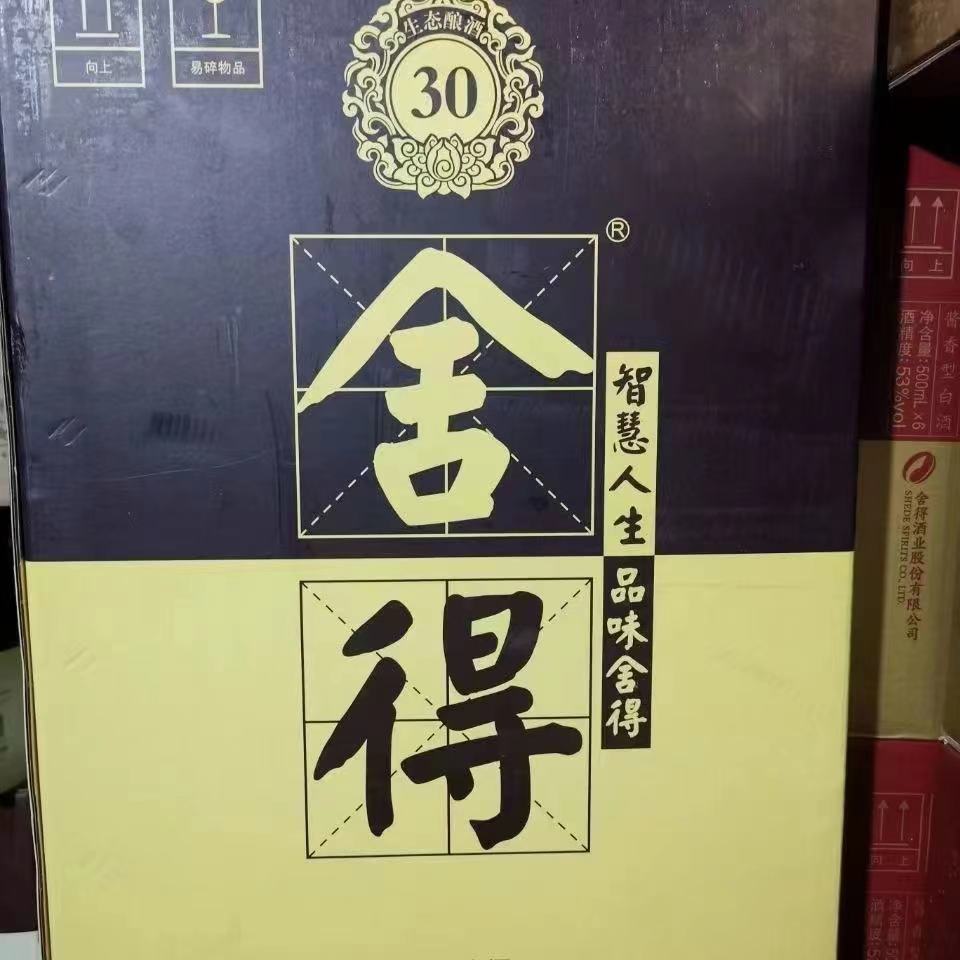 向上
易碎物品
生态酿酒
30
舍
®
得
智慧人生
品味舍得
向上
酱香型白酒
净含量:500mL×6
酒精度:53%vol
舍得酒业股份有限公司
SHEDE SPIRITS CO., LTD.
向上